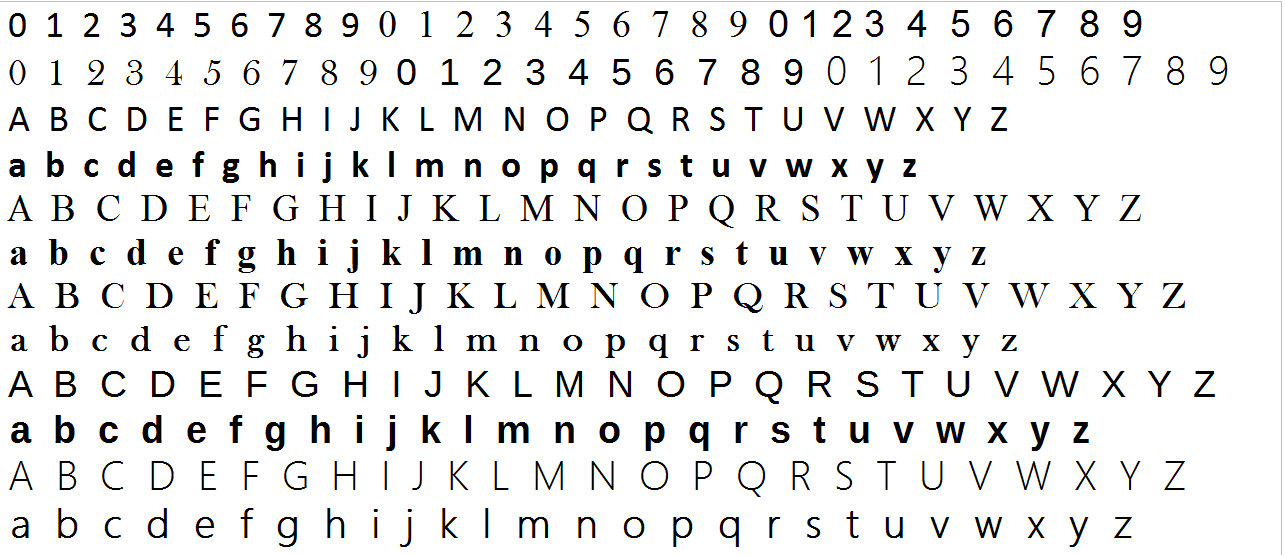 0 1 2 3 4 5 6 7 8 9 0 1 2 3 4 5 6 7 8 9 0 1 2 3 4 5 6 7 8 9
0 1 2 3 4 5 6 7 8 9 0 1 2 3 4 5 6 7 8 9 0 1 2 3 4 5 6 7 8 9
A B C D E F G H I J K L M N O P Q R S T U V W X Y Z
a b c d e f g h i j k l m n o p q r s t u v w x y z
A B C D E F G H I J K L M N O P Q R S T U V W X Y Z
a b c d e f g h i j k l m n o p q r s t u v w x y z
A B C D E F G H I J K L M N O P Q R S T U V W X Y Z
a b c d e f g h i j k l m n o p q r s t u v w x y z
A B C D E F G H I J K L M N O P Q R S T U V W X Y Z
a b c d e f g h i j k l m n o p q r s t u v w x y z
A B C D E F G H I J K L M N O P Q R S T U V W X Y Z
a b c d e f g h i j k l m n o p q r s t u v w x y z